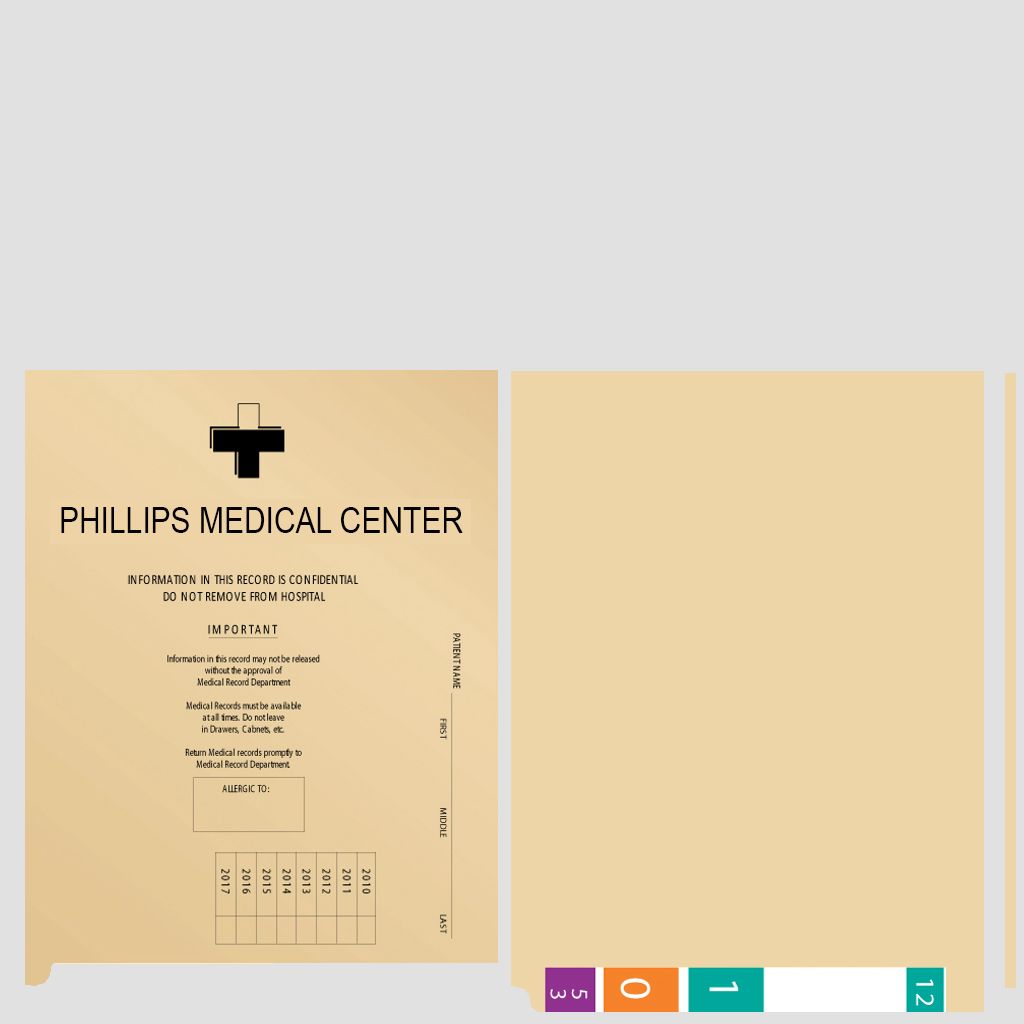 PHILLIPS MEDICAL CENTER
INFORMATION IN THIS RECORD IS CONFIDENTIAL
DO NOT REMOVE FROM HOSPITAL
IMPORTANT
Information in this record may not be released
without the approval of
Medical Record Department
Medical Records must be available
at all times. Do not leave
in Drawers, Cabnets, etc.
Return Medical records promptly to
Medical Record Department.
ALLERGIC TO:
2017 2016 2015 2014 2013 2012 2011 2010
PATIENT NAME
FIRST
MIDDLE
LAST
53
0
1
12